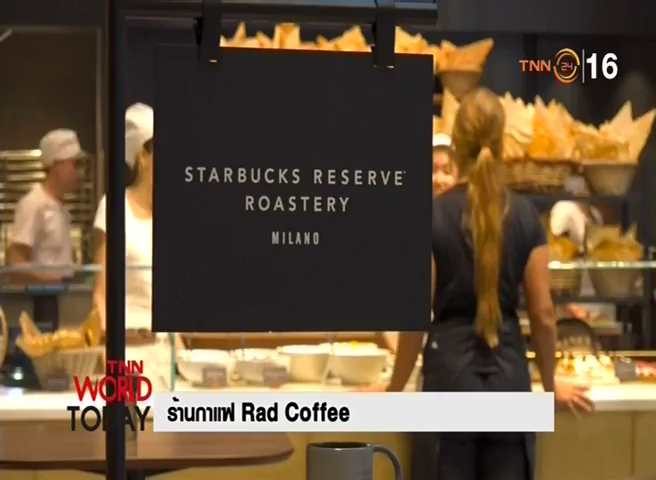 TNN 24 16
STARBUCKS RESERVE
ROASTERY
MILANO
TNN
WORLD
TODAY
ร้านกาแฟ Rad Coffee